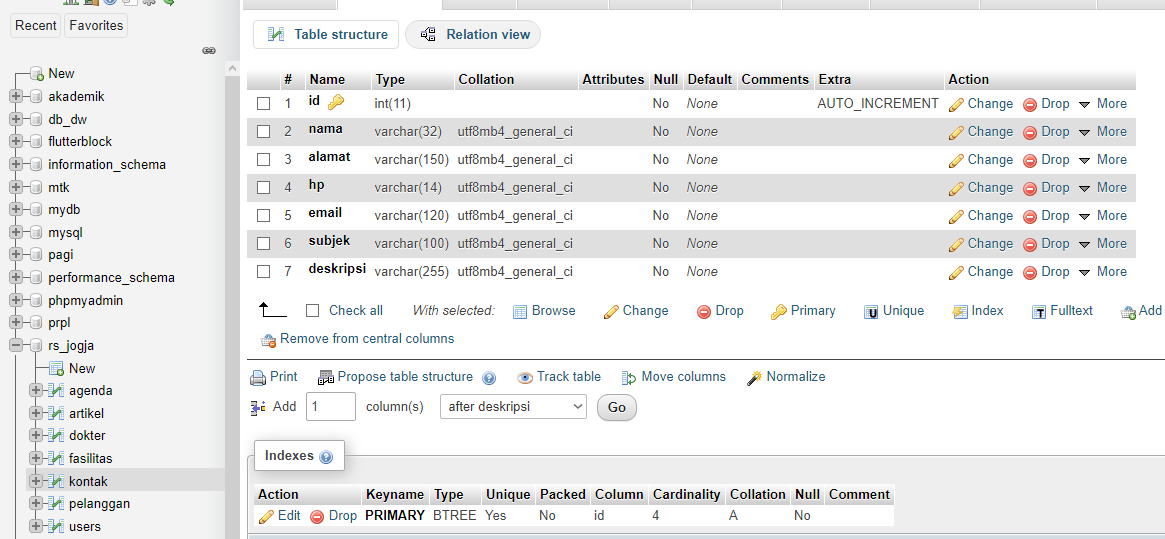 Recent Favorites
New
akademik
db_dw
flutterblock
information_schema
mtk
mydb
mysql
pagi
performance_schema
phpmyadmin
prpl
rs_jogja
New
agenda
artikel
dokter
fasilitas
kontak
pelanggan
users
Table structure Relation view
# Name Type Collation Attributes Null Default Comments Extra Action
1 id int(11) No None AUTO_INCREMENT Change Drop More
2 nama varchar(32) utf8mb4_general_ci No None Change Drop More
3 alamat varchar(150) utf8mb4_general_ci No None Change Drop More
4 hp varchar(14) utf8mb4_general_ci No None Change Drop More
5 email varchar(120) utf8mb4_general_ci No None Change Drop More
6 subjek varchar(100) utf8mb4_general_ci No None Change Drop More
7 deskripsi varchar(255) utf8mb4_general_ci No None Change Drop More
Check all With selected: Browse Change Drop Primary Unique Index Fulltext Add
Remove from central columns
Print Propose table structure Track table Move columns Normalize
Add 1 column(s) after deskripsi Go
Indexes
Action Keyname Type Unique Packed Column Cardinality Collation Null Comment
Edit Drop PRIMARY BTREE Yes No id 4 A No